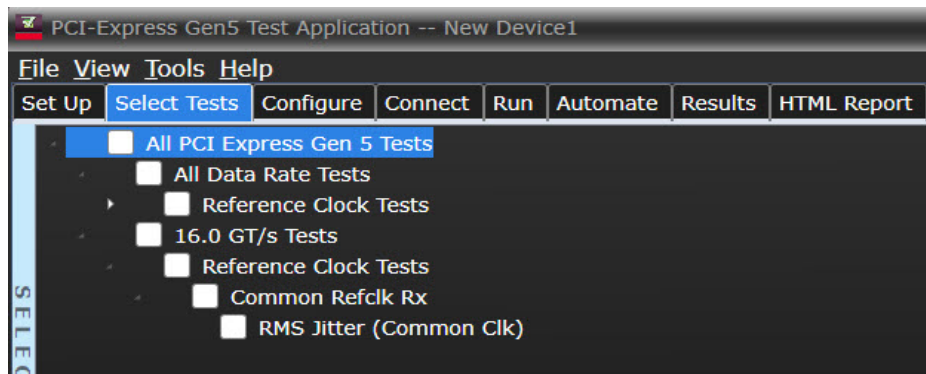 PCI-Express Gen5 Test Application -- New Device1
File View Tools Help
Set Up Select Tests Configure Connect Run Automate Results HTML Report
All PCI Express Gen 5 Tests
All Data Rate Tests
Reference Clock Tests
16.0 GT/s Tests
Reference Clock Tests
Common Refclk Rx
RMS Jitter (Common Clk)